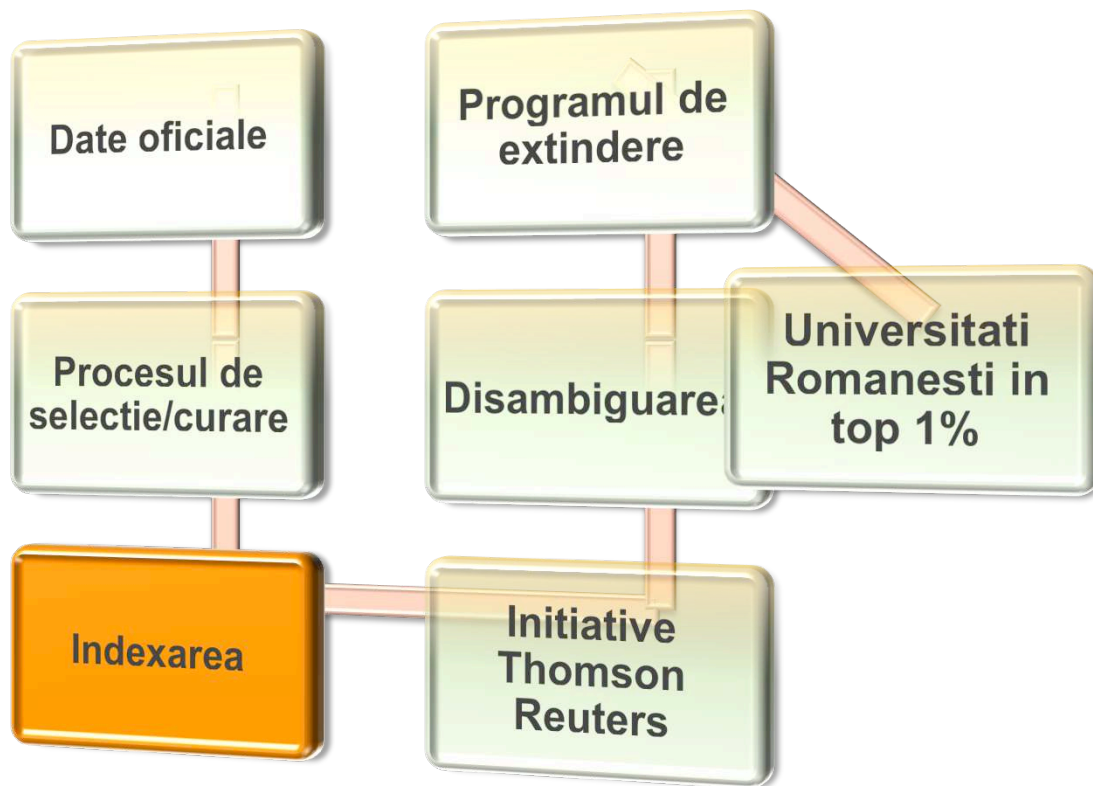 Date oficiale
Procesul de
selectie/curare
Indexarea
Initiative
Thomson
Reuters
Disambiguarea
Programul de
extindere
Universitati
Romanesti in
top 1%